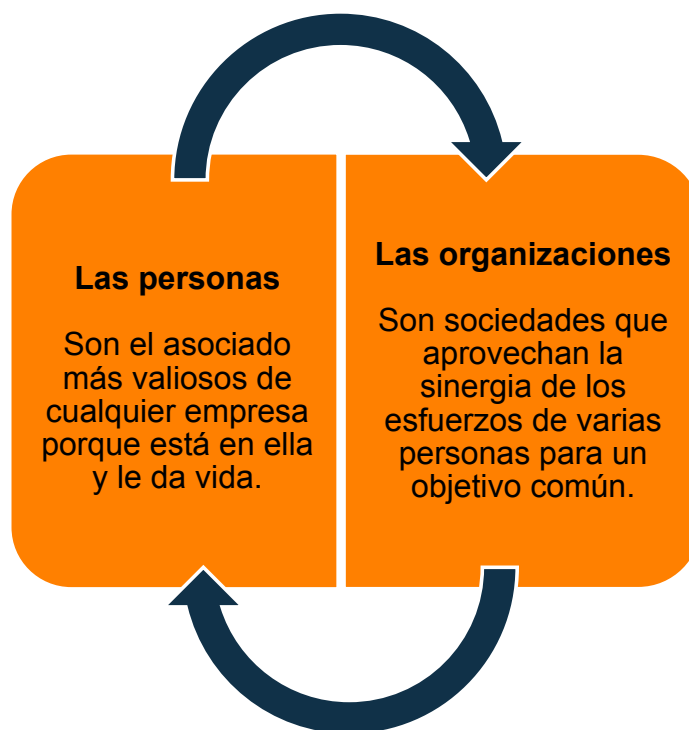 Las personas
Son el asociado
más valiosos de
cualquier empresa
porque está en ella
y le da vida.
Las organizaciones
Son sociedades que
aprovechan la
sinergia de los
esfuerzos de varias
personas para un
objetivo común.